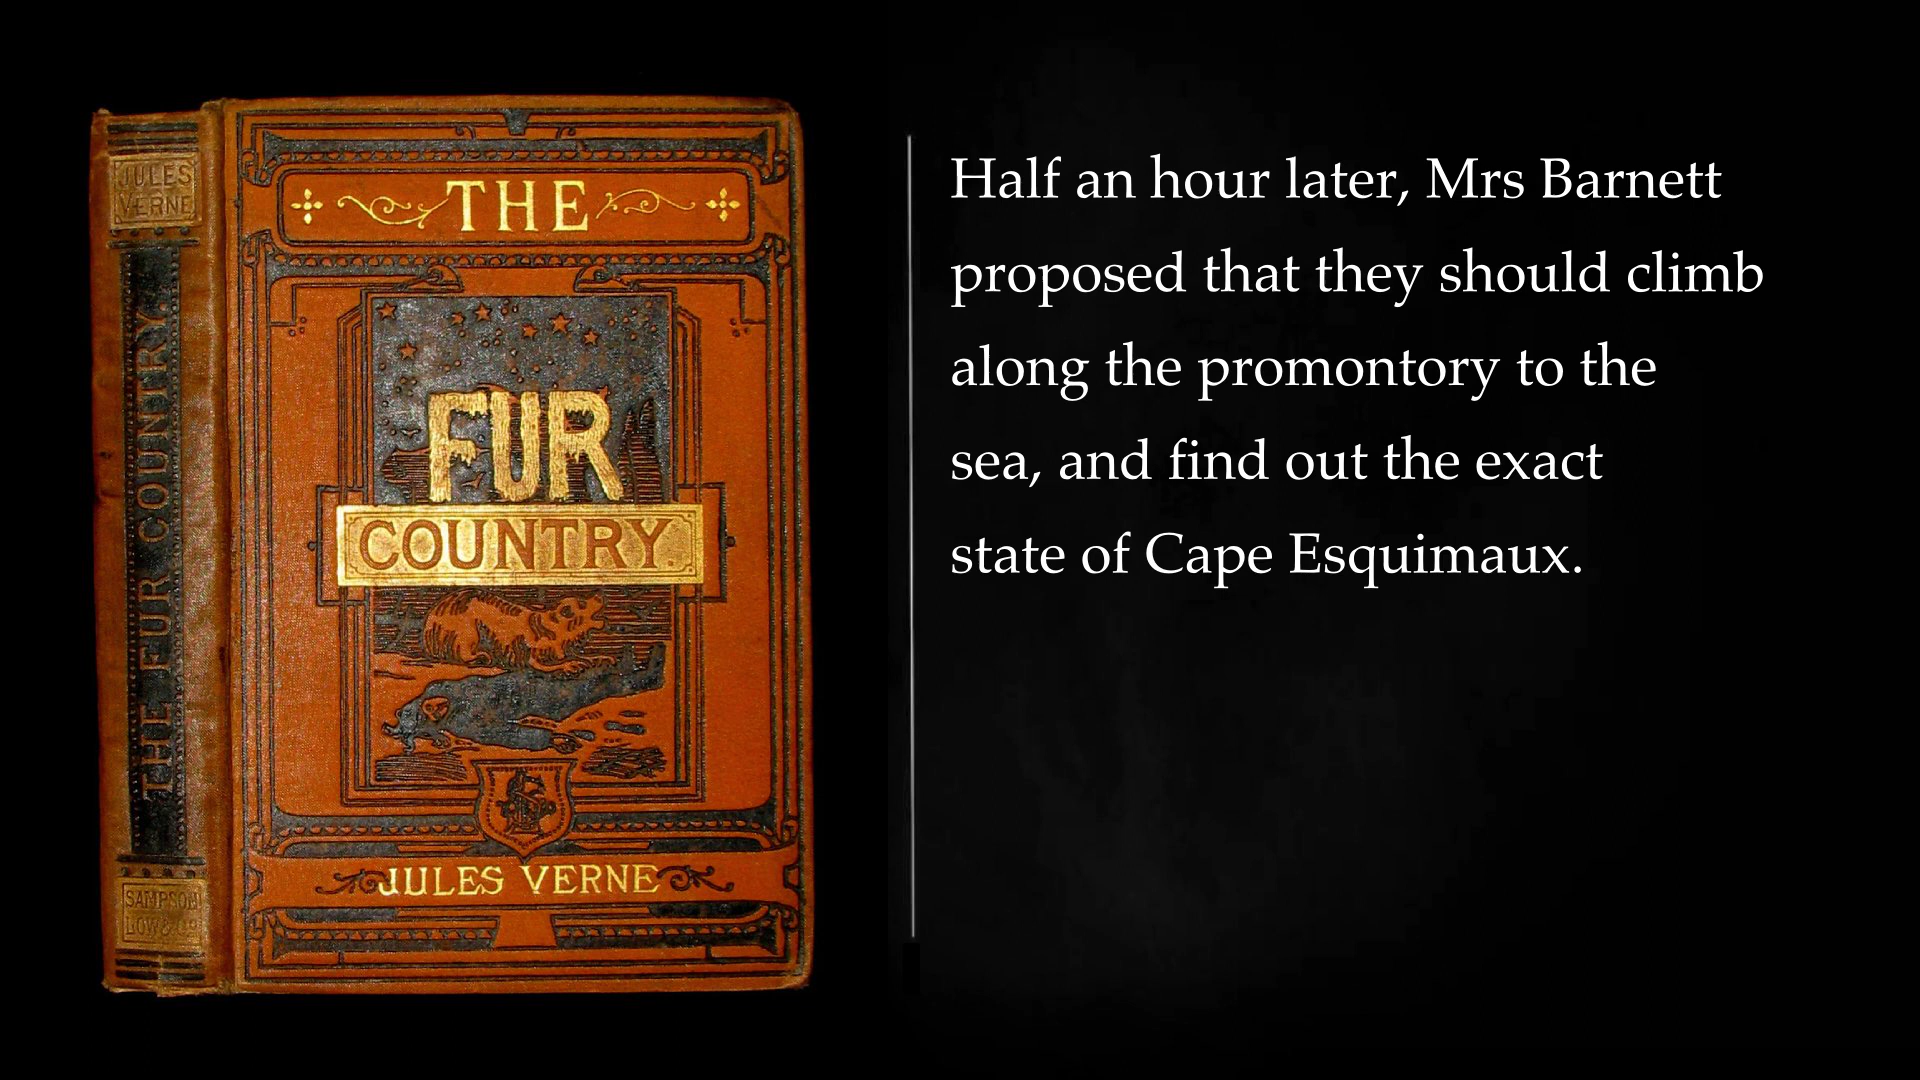 JULES
VERNE
THE FUR COUNTRY.
SAMPSON
LOW & Co
THE
FUR
COUNTRY.
JULES VERNE
Half an hour later, Mrs Barnett
proposed that they should climb
along the promontory to the
sea, and find out the exact
state of Cape Esquimaux.